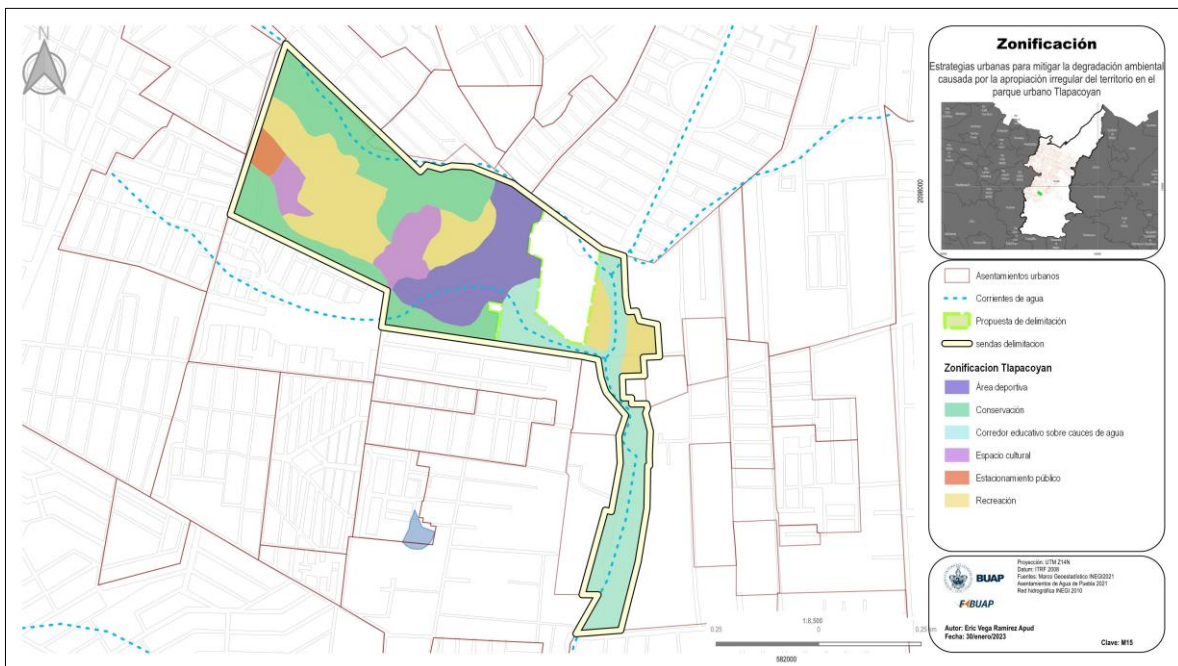 N
Zonificación
Estrategias urbanas para mitigar la degradación ambiental
causada por la apropiación irregular del territorio en el
parque urbano Tlapacoyan
2098000
Asentamientos urbanos
Corrientes de agua
Propuesta de delimitación
sendas delimitacion
Zonificacion Tlapacoyan
Área deportiva
Conservación
Corredor educativo sobre cauces de agua
Espacio cultural
Estacionamiento público
Recreación
BUAP
Proyección: UTM Z14N
Datum: ITRF 2008
Fuentes: Marco Geoestadístico INEGI2021
Asentamientos de Agua de Puebla 2021
Red hidrográfica INEGI 2010
Autor: Eric Vega Ramírez Apud
Fecha: 30/enero/2023
Clave: M15
1:8,500
0.25 0 0.25 km
582000